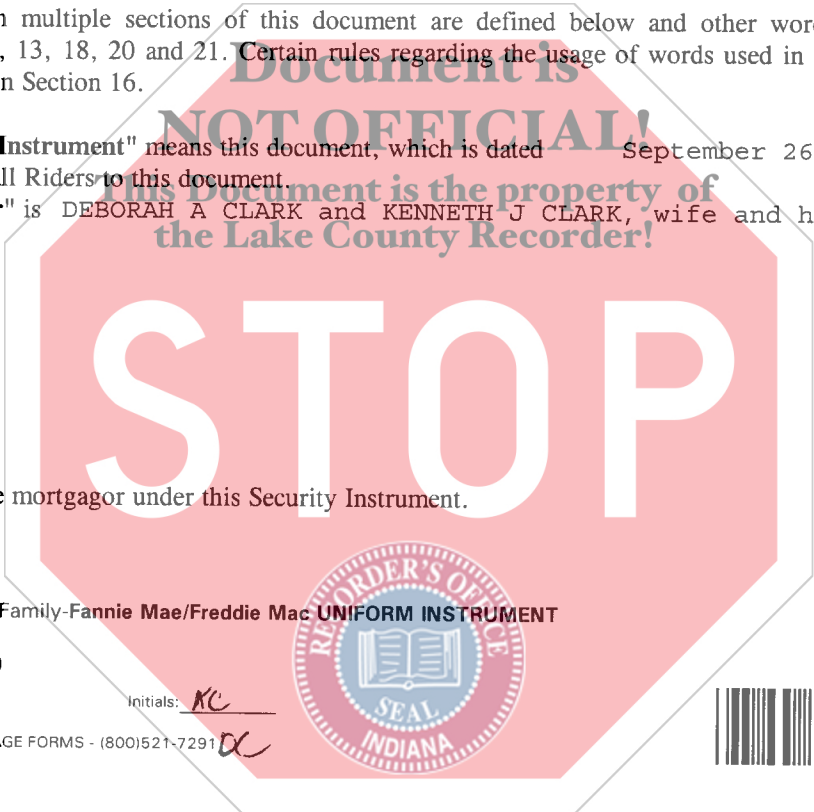 multiple sections of this document are defined below and other wor
, 13, 18, 20 and 21. Certain rules regarding the usage of words used in
n Section 16.
Document is
NOT OFFICIAL!
Instrument" means this document, which is dated September 26
ll Riders to this document.
This Document is the property of
" is DEBORAH A CLARK and KENNETH J CLARK, wife and h
the Lake County Recorder!
STOP
e mortgagor under this Security Instrument.
RECORDER'S OFFICE
Family-Fannie Mae/Freddie Mac UNIFORM INSTRUMENT
Initials: KC
SEAL
GE FORMS - (800)521-7291 DC
INDIANA